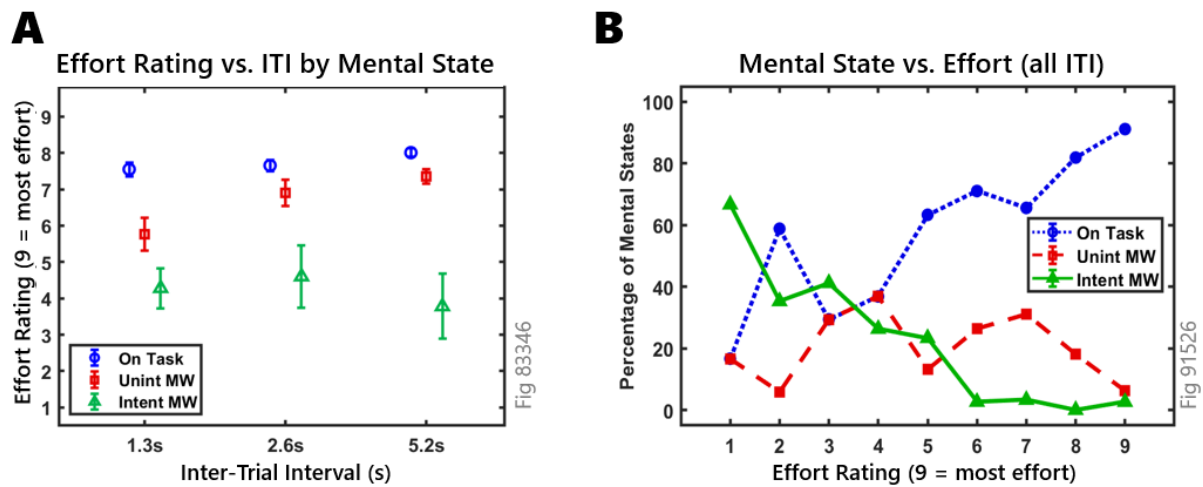 A
Effort Rating vs. ITI by Mental State
Effort Rating (9 = most effort)
9
8
7
6
5
4
3
2
1
On Task
Unint MW
Intent MW
1.3s
2.6s
5.2s
Inter-Trial Interval (s)
Fig 83346
B
Mental State vs. Effort (all ITI)
Percentage of Mental States
100
80
60
40
20
0
On Task
Unint MW
Intent MW
1 2 3 4 5 6 7 8 9
Effort Rating (9 = most effort)
Fig 91526